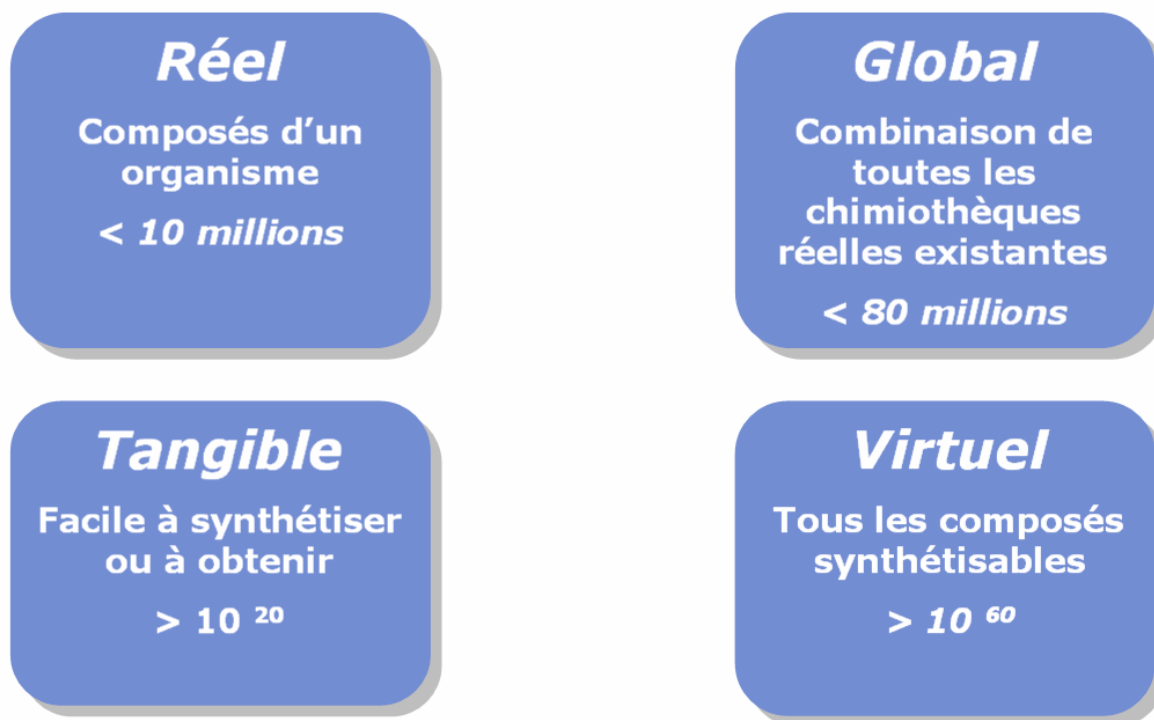 Réel
Composés d’un
organisme
< 10 millions
Global
Combinaison de
toutes les
chimiothèques
réelles existantes
< 80 millions
Tangible
Facile à synthétiser
ou à obtenir
> 10 ²⁰
Virtuel
Tous les composés
synthétisables
> 10 ⁶⁰